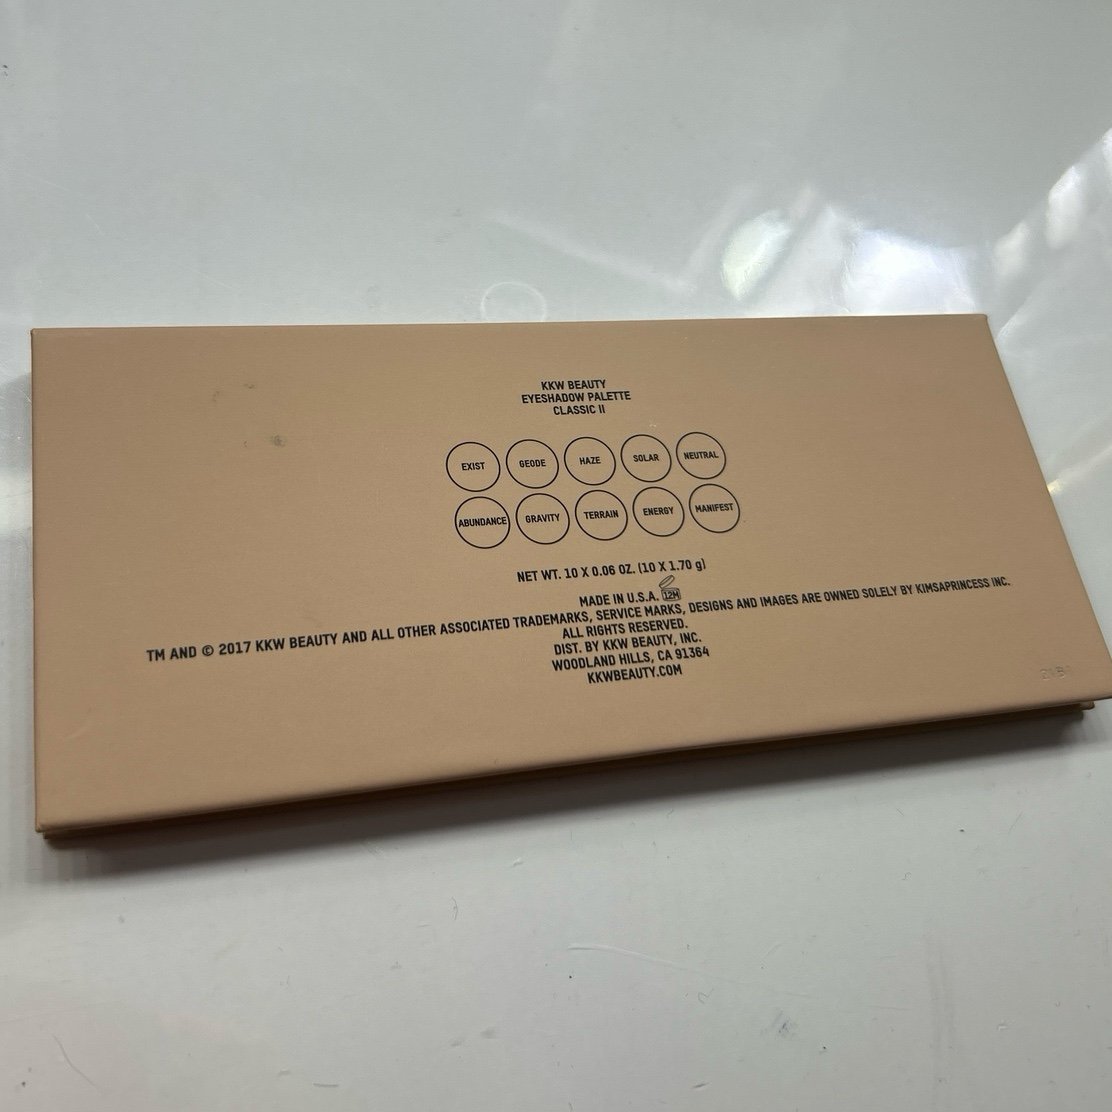 KKW BEAUTY
EYESHADOW PALETTE
CLASSIC II
EXIST GEODE HAZE SOLAR NEUTRAL
ABUNDANCE GRAVITY TERRAIN ENERGY MANIFEST
NET WT. 10 X 0.06 OZ. (10 X 1.70 g)
MADE IN U.S.A. 12M
TM AND © 2017 KKW BEAUTY AND ALL OTHER ASSOCIATED TRADEMARKS, SERVICE MARKS, DESIGNS AND IMAGES ARE OWNED SOLELY BY KIMSAPRINCESS INC.
ALL RIGHTS RESERVED.
DIST. BY KKW BEAUTY, INC.
WOODLAND HILLS, CA 91364
KKWBEAUTY.COM